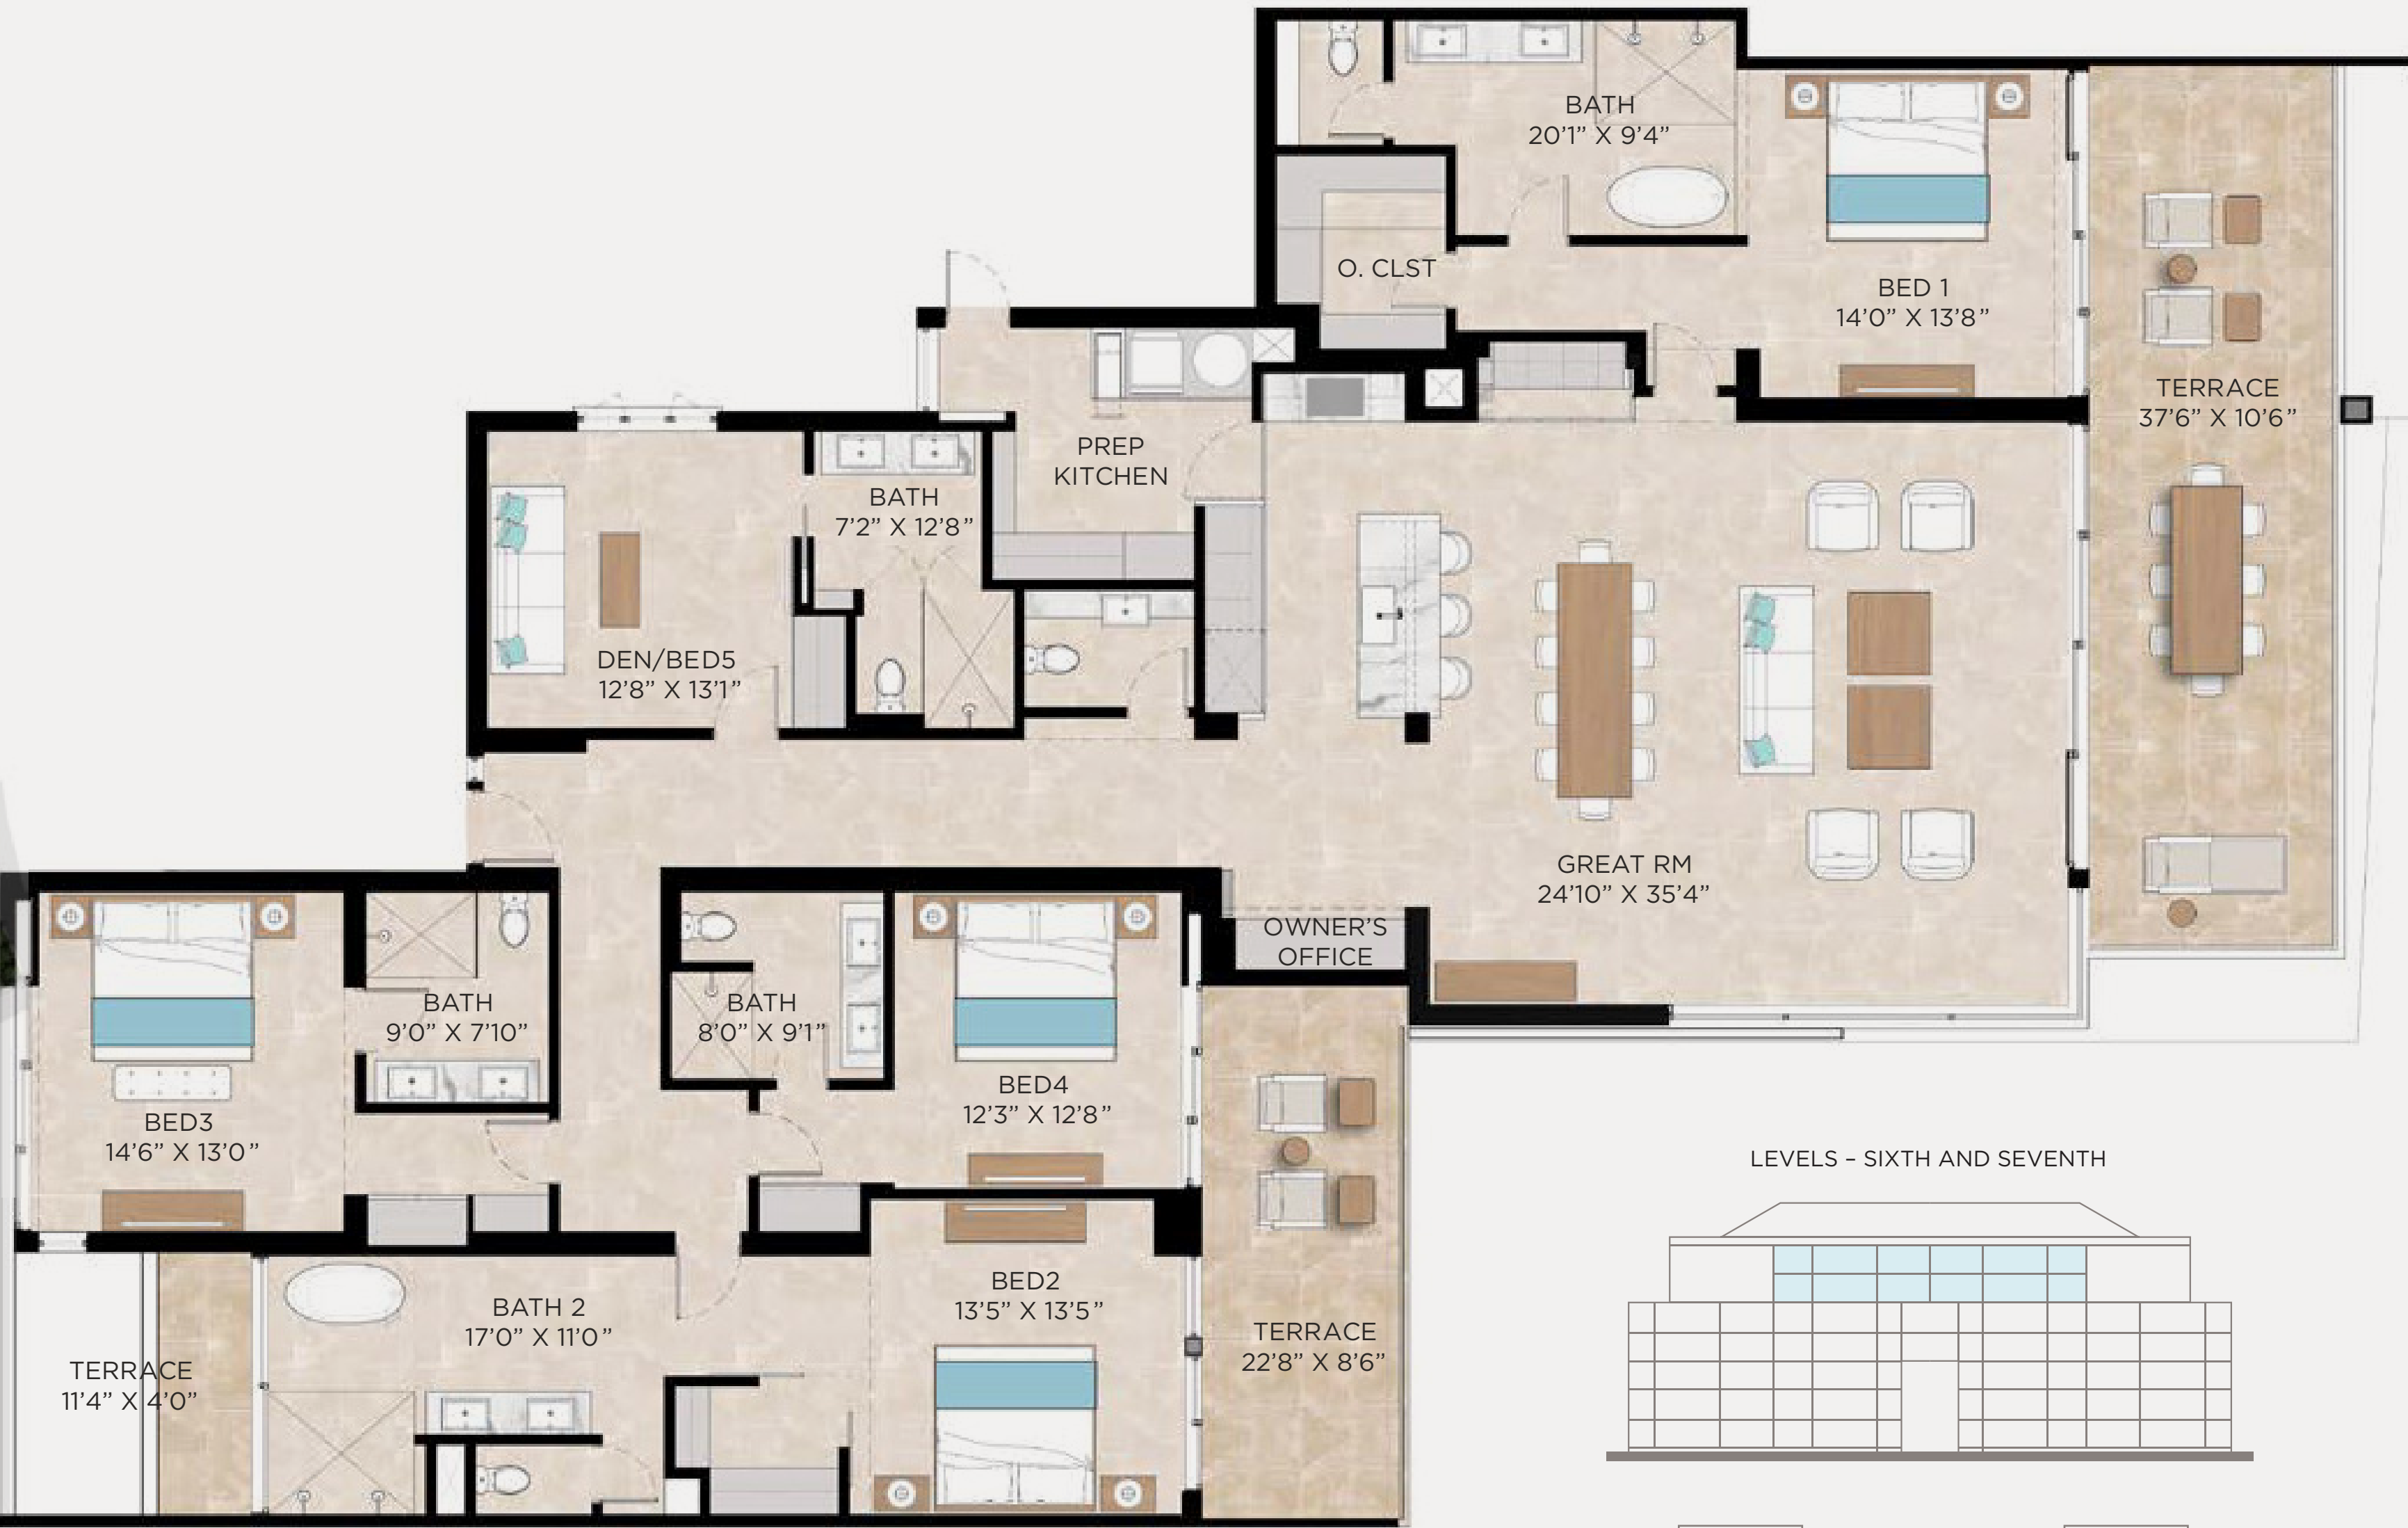 BATH
20'1” X 9'4”
O. CLST
BED 1
14'0” X 13'8”
TERRACE
37'6” X 10'6”
PREP
KITCHEN
BATH
7'2” X 12'8”
DEN/BED5
12'8” X 13'1”
GREAT RM
24'10” X 35'4”
OWNER'S
OFFICE
BATH
9'0” X 7'10”
BATH
8'0” X 9'1”
BED4
12'3” X 12'8”
BED3
14'6” X 13'0”
LEVELS – SIXTH AND SEVENTH
BED2
13'5” X 13'5”
BATH 2
17'0” X 11'0”
TERRACE
22'8” X 8'6”
TERRACE
11'4” X 4'0”